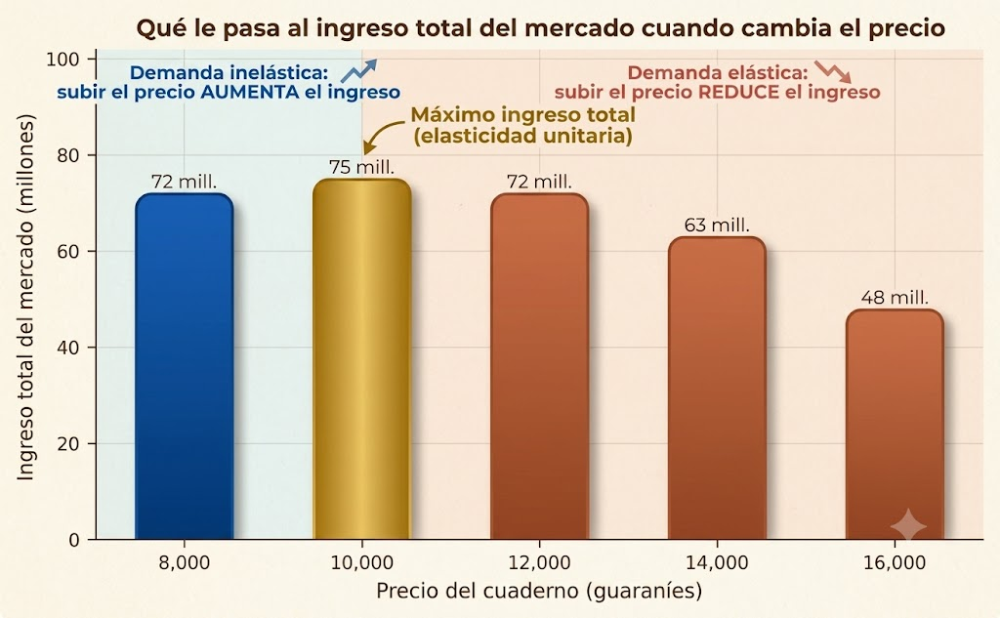 Qué le pasa al ingreso total del mercado cuando cambia el precio
Demanda inelástica:
subir el precio AUMENTA el ingreso
Demanda elástica:
subir el precio REDUCE el ingreso
Máximo ingreso total
(elasticidad unitaria)
Ingreso total del mercado (millones)
100
80
60
40
20
0
72 mill.
75 mill.
72 mill.
63 mill.
48 mill.
8,000
10,000
12,000
14,000
16,000
Precio del cuaderno (guaraníes)